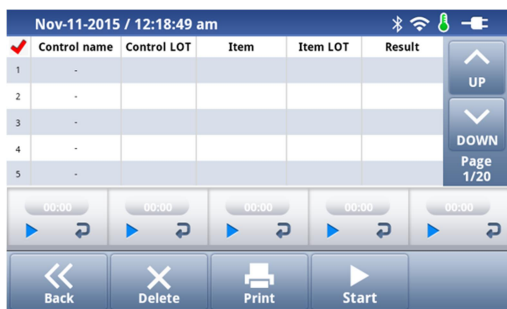 Nov-11-2015 / 12:18:49 am
Control name Control LOT Item Item LOT Result
1 -
2 -
3 -
4 -
5 -
UP
DOWN
Page
1/20
00:00 00:00 00:00 00:00 00:00
Back Delete Print Start